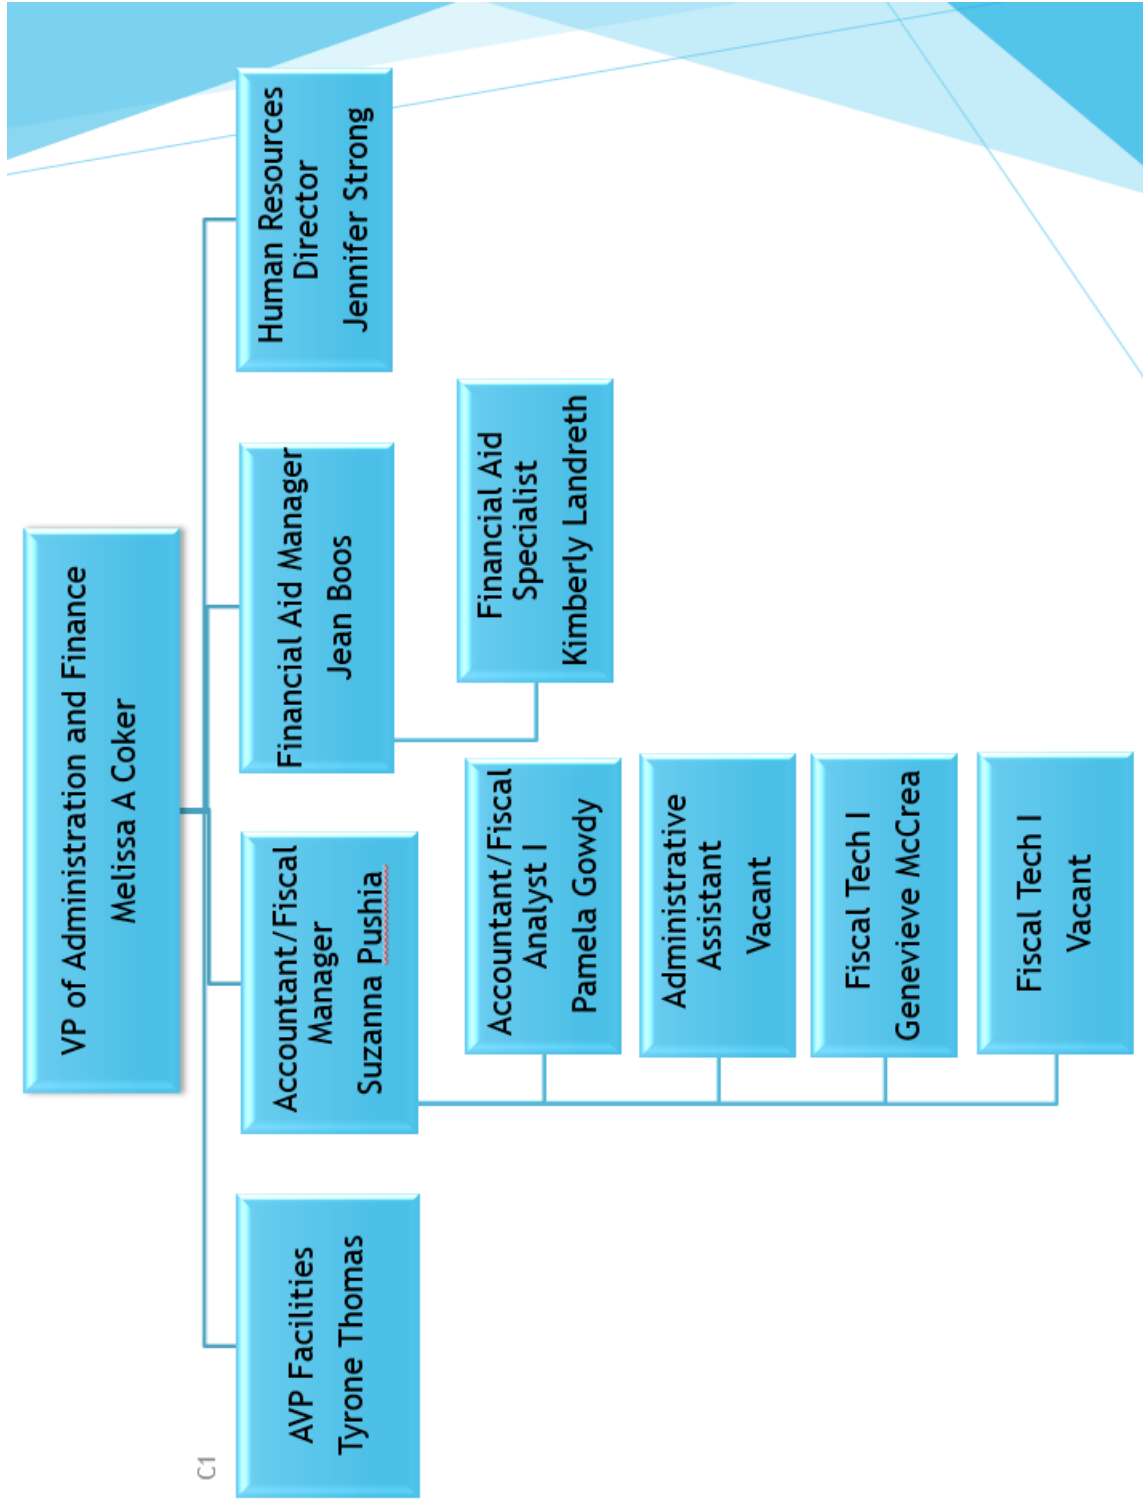 VP of Administration and Finance
Melissa A Coker
C1
AVP Facilities
Tyrone Thomas
Accountant/Fiscal
Manager
Suzanna Pushia
Financial Aid Manager
Jean Boos
Human Resources
Director
Jennifer Strong
Accountant/Fiscal
Analyst I
Pamela Gowdy
Administrative
Assistant
Vacant
Fiscal Tech I
Genevieve McCrea
Fiscal Tech I
Vacant
Financial Aid
Specialist
Kimberly Landreth